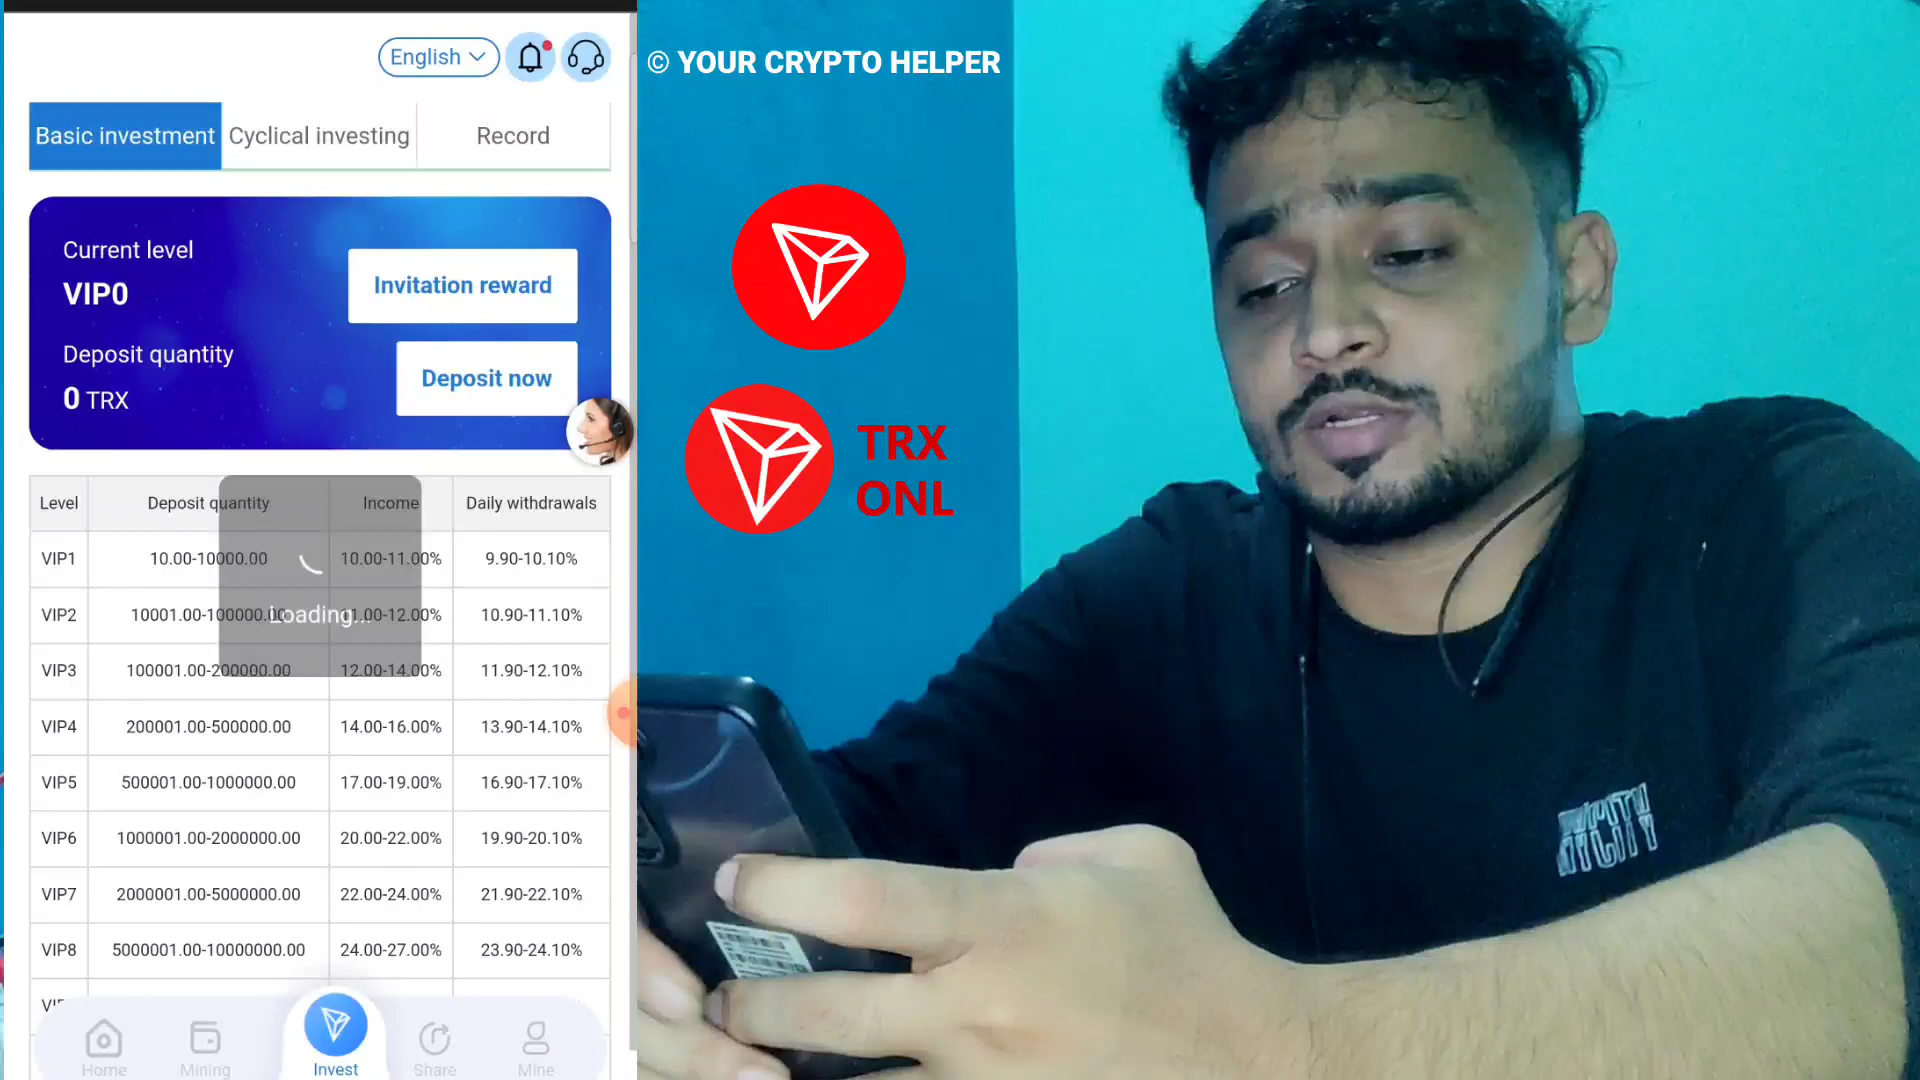 English
© YOUR CRYPTO HELPER
Basic investment
Cyclical investing
Record
Current level
VIP0
Invitation reward
Deposit quantity
0 TRX
Deposit now
TRX
ONL
Level Deposit quantity Income Daily withdrawals
VIP1 10.00-10000.00 10.00-11.00% 9.90-10.10%
VIP2 10001.00-100000.00 11.00-12.00% 10.90-11.10%
Loading...
VIP3 100001.00-200000.00 12.00-14.00% 11.90-12.10%
VIP4 200001.00-500000.00 14.00-16.00% 13.90-14.10%
VIP5 500001.00-1000000.00 17.00-19.00% 16.90-17.10%
VIP6 1000001.00-2000000.00 20.00-22.00% 19.90-20.10%
VIP7 2000001.00-5000000.00 22.00-24.00% 21.90-22.10%
VIP8 5000001.00-10000000.00 24.00-27.00% 23.90-24.10%
Home
Mining
Invest
Share
Mine